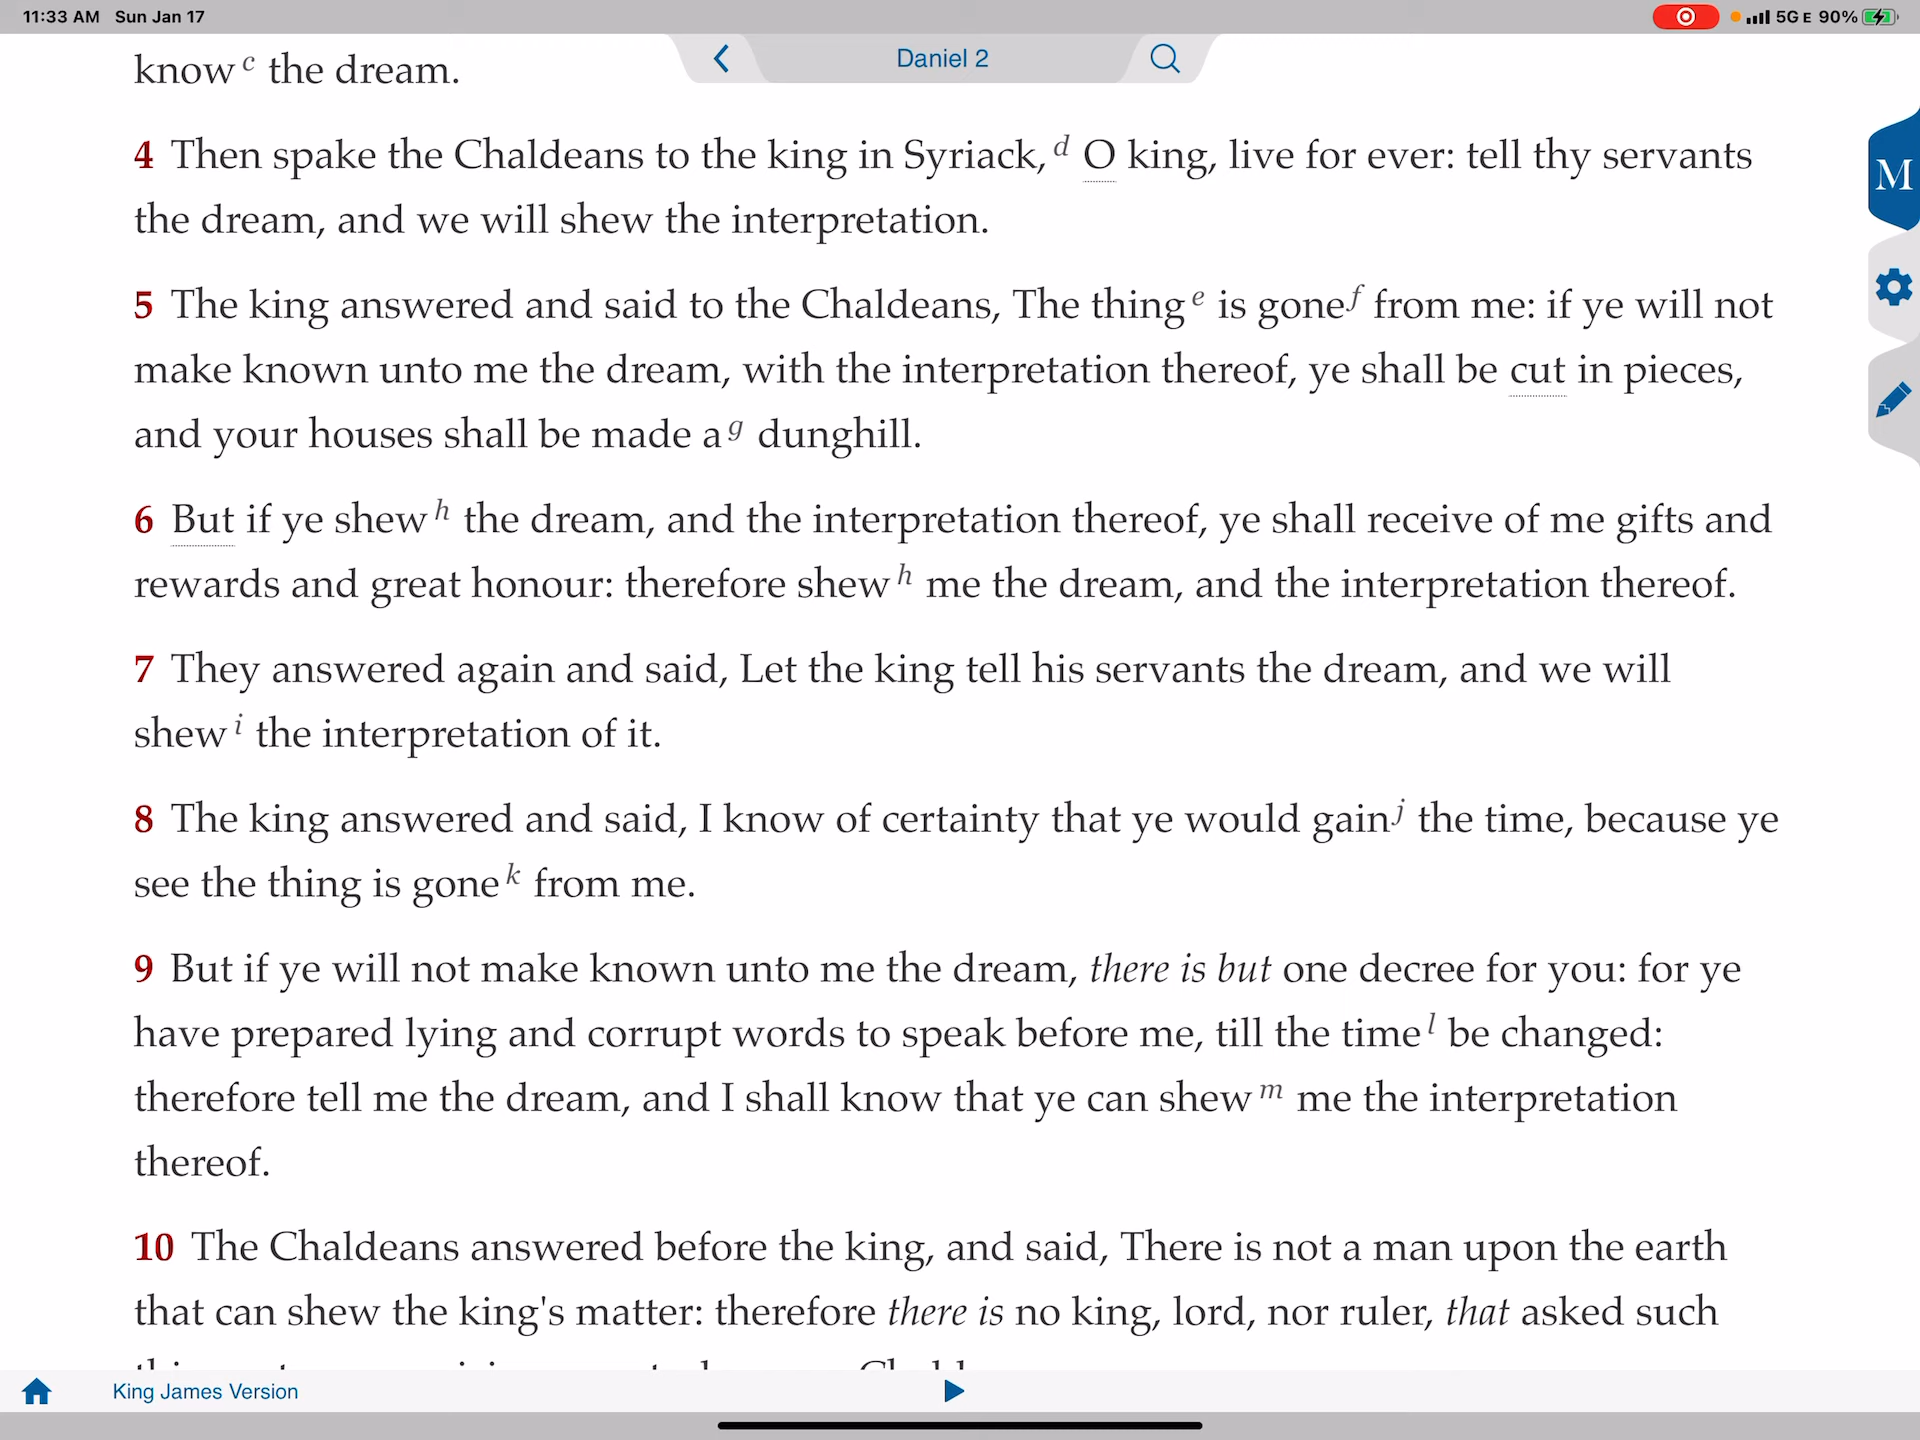 11:33 AM Sun Jan 17 5G E 90%
Daniel 2
know c the dream.
M
4 Then spake the Chaldeans to the king in Syriack, d O king, live for ever: tell thy servants
the dream, and we will shew the interpretation.
5 The king answered and said to the Chaldeans, The thing e is gone f from me: if ye will not
make known unto me the dream, with the interpretation thereof, ye shall be cut in pieces,
and your houses shall be made a g dunghill.
6 But if ye shew h the dream, and the interpretation thereof, ye shall receive of me gifts and
rewards and great honour: therefore shew h me the dream, and the interpretation thereof.
7 They answered again and said, Let the king tell his servants the dream, and we will
shew i the interpretation of it.
8 The king answered and said, I know of certainty that ye would gain j the time, because ye
see the thing is gone k from me.
9 But if ye will not make known unto me the dream, there is but one decree for you: for ye
have prepared lying and corrupt words to speak before me, till the time l be changed:
therefore tell me the dream, and I shall know that ye can shew m me the interpretation
thereof.
10 The Chaldeans answered before the king, and said, There is not a man upon the earth
that can shew the king's matter: therefore there is no king, lord, nor ruler, that asked such
King James Version